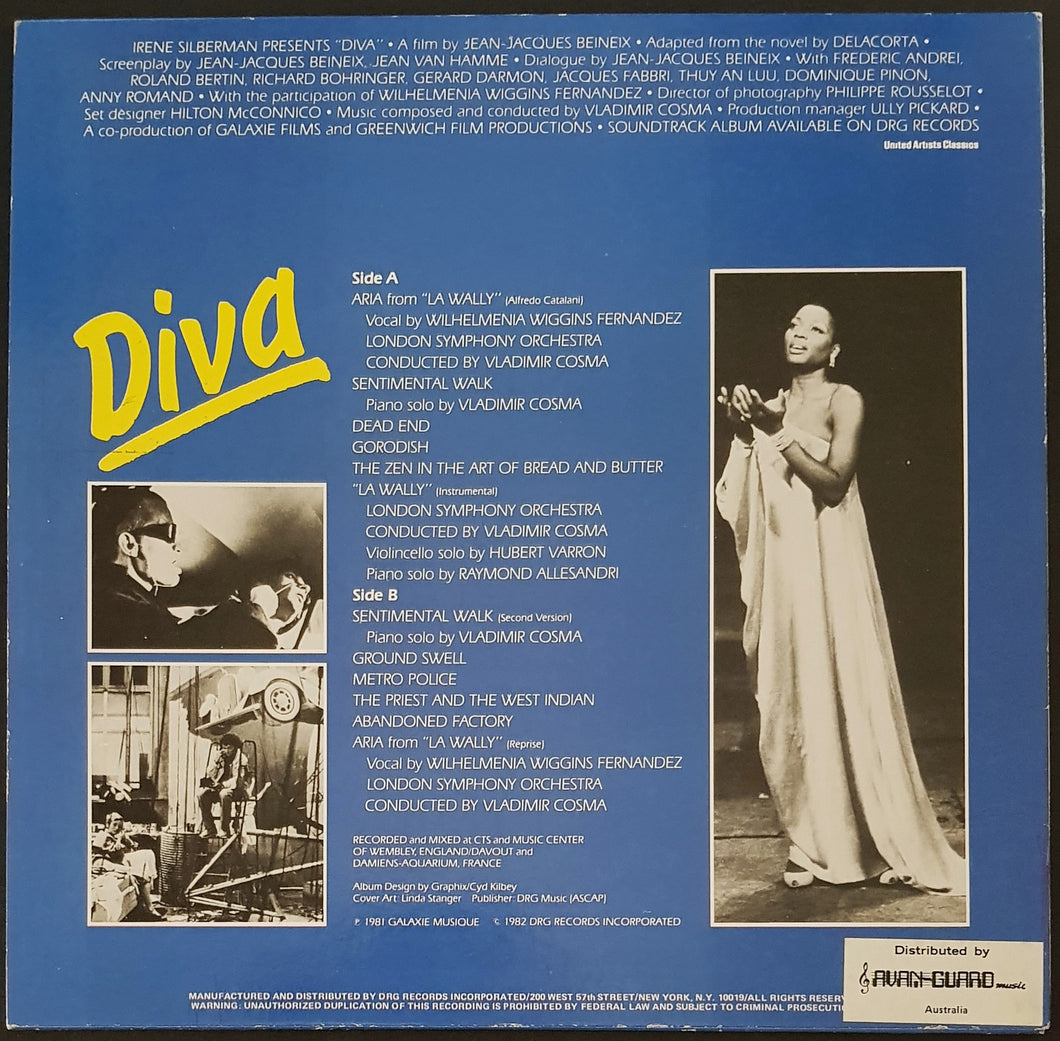 IRENE SILBERMAN PRESENTS "DIVA" • A film by JEAN-JACQUES BEINEIX • Adapted from the novel by DELACORTA •
Screenplay by JEAN-JACQUES BEINEIX, JEAN VAN HAMME • Dialogue by JEAN-JACQUES BEINEIX • With FREDERIC ANDREI,
ROLAND BERTIN, RICHARD BOHRINGER, GERARD DARMON, JACQUES FABBRI, THUY AN LUU, DOMINIQUE PINON,
ANNY ROMAND • With the participation of WILHELMENIA WIGGINS FERNANDEZ • Director of photography PHILIPPE ROUSSELOT •
Set designer HILTON McCONNICO • Music composed and conducted by VLADIMIR COSMA • Production manager ULLY PICKARD •
A co-production of GALAXIE FILMS and GREENWICH FILM PRODUCTIONS • SOUNDTRACK ALBUM AVAILABLE ON DRG RECORDS
United Artists Classics
Diva
Side A
ARIA from "LA WALLY" (Alfredo Catalani)
Vocal by WILHELMENIA WIGGINS FERNANDEZ
LONDON SYMPHONY ORCHESTRA
CONDUCTED BY VLADIMIR COSMA
SENTIMENTAL WALK
Piano solo by VLADIMIR COSMA
DEAD END
GORODISH
THE ZEN IN THE ART OF BREAD AND BUTTER
"LA WALLY" (Instrumental)
LONDON SYMPHONY ORCHESTRA
CONDUCTED BY VLADIMIR COSMA
Violincello solo by HUBERT VARRON
Piano solo by RAYMOND ALLESANDRI
Side B
SENTIMENTAL WALK (Second Version)
Piano solo by VLADIMIR COSMA
GROUND SWELL
METRO POLICE
THE PRIEST AND THE WEST INDIAN
ABANDONED FACTORY
ARIA from "LA WALLY" (Reprise)
Vocal by WILHELMENIA WIGGINS FERNANDEZ
LONDON SYMPHONY ORCHESTRA
CONDUCTED BY VLADIMIR COSMA
RECORDED and MIXED at CTS and MUSIC CENTER
OF WEMBLEY, ENGLAND/DAVOUT and
DAMIENS-AQUARIUM, FRANCE
Album Design by Graphix/Cyd Kilbey
Cover Art: Linda Stanger Publisher: DRG Music (ASCAP)
℗ 1981 GALAXIE MUSIQUE © 1982 DRG RECORDS INCORPORATED
MANUFACTURED AND DISTRIBUTED BY DRG RECORDS INCORPORATED/200 WEST 57th STREET/NEW YORK, N.Y. 10019/ALL RIGHTS RESERV
WARNING: UNAUTHORIZED DUPLICATION OF THIS RECORDING IS PROHIBITED BY FEDERAL LAW AND SUBJECT TO CRIMINAL PROSECUTI
Distributed by
AVAN-GUARD music
Australia